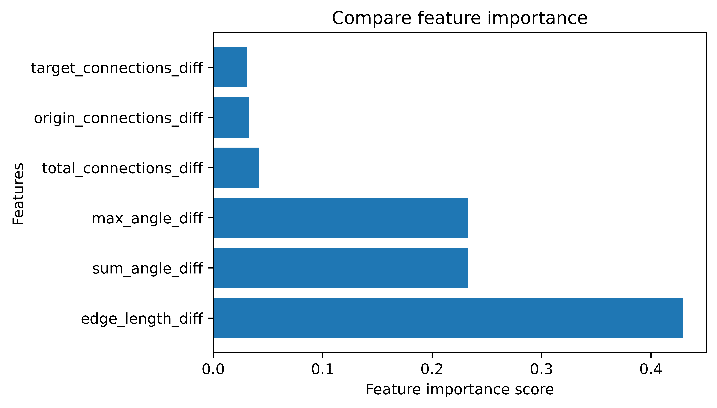 Compare feature importance
target_connections_diff
origin_connections_diff
total_connections_diff
max_angle_diff
sum_angle_diff
edge_length_diff
Features
0.0 0.1 0.2 0.3 0.4
Feature importance score